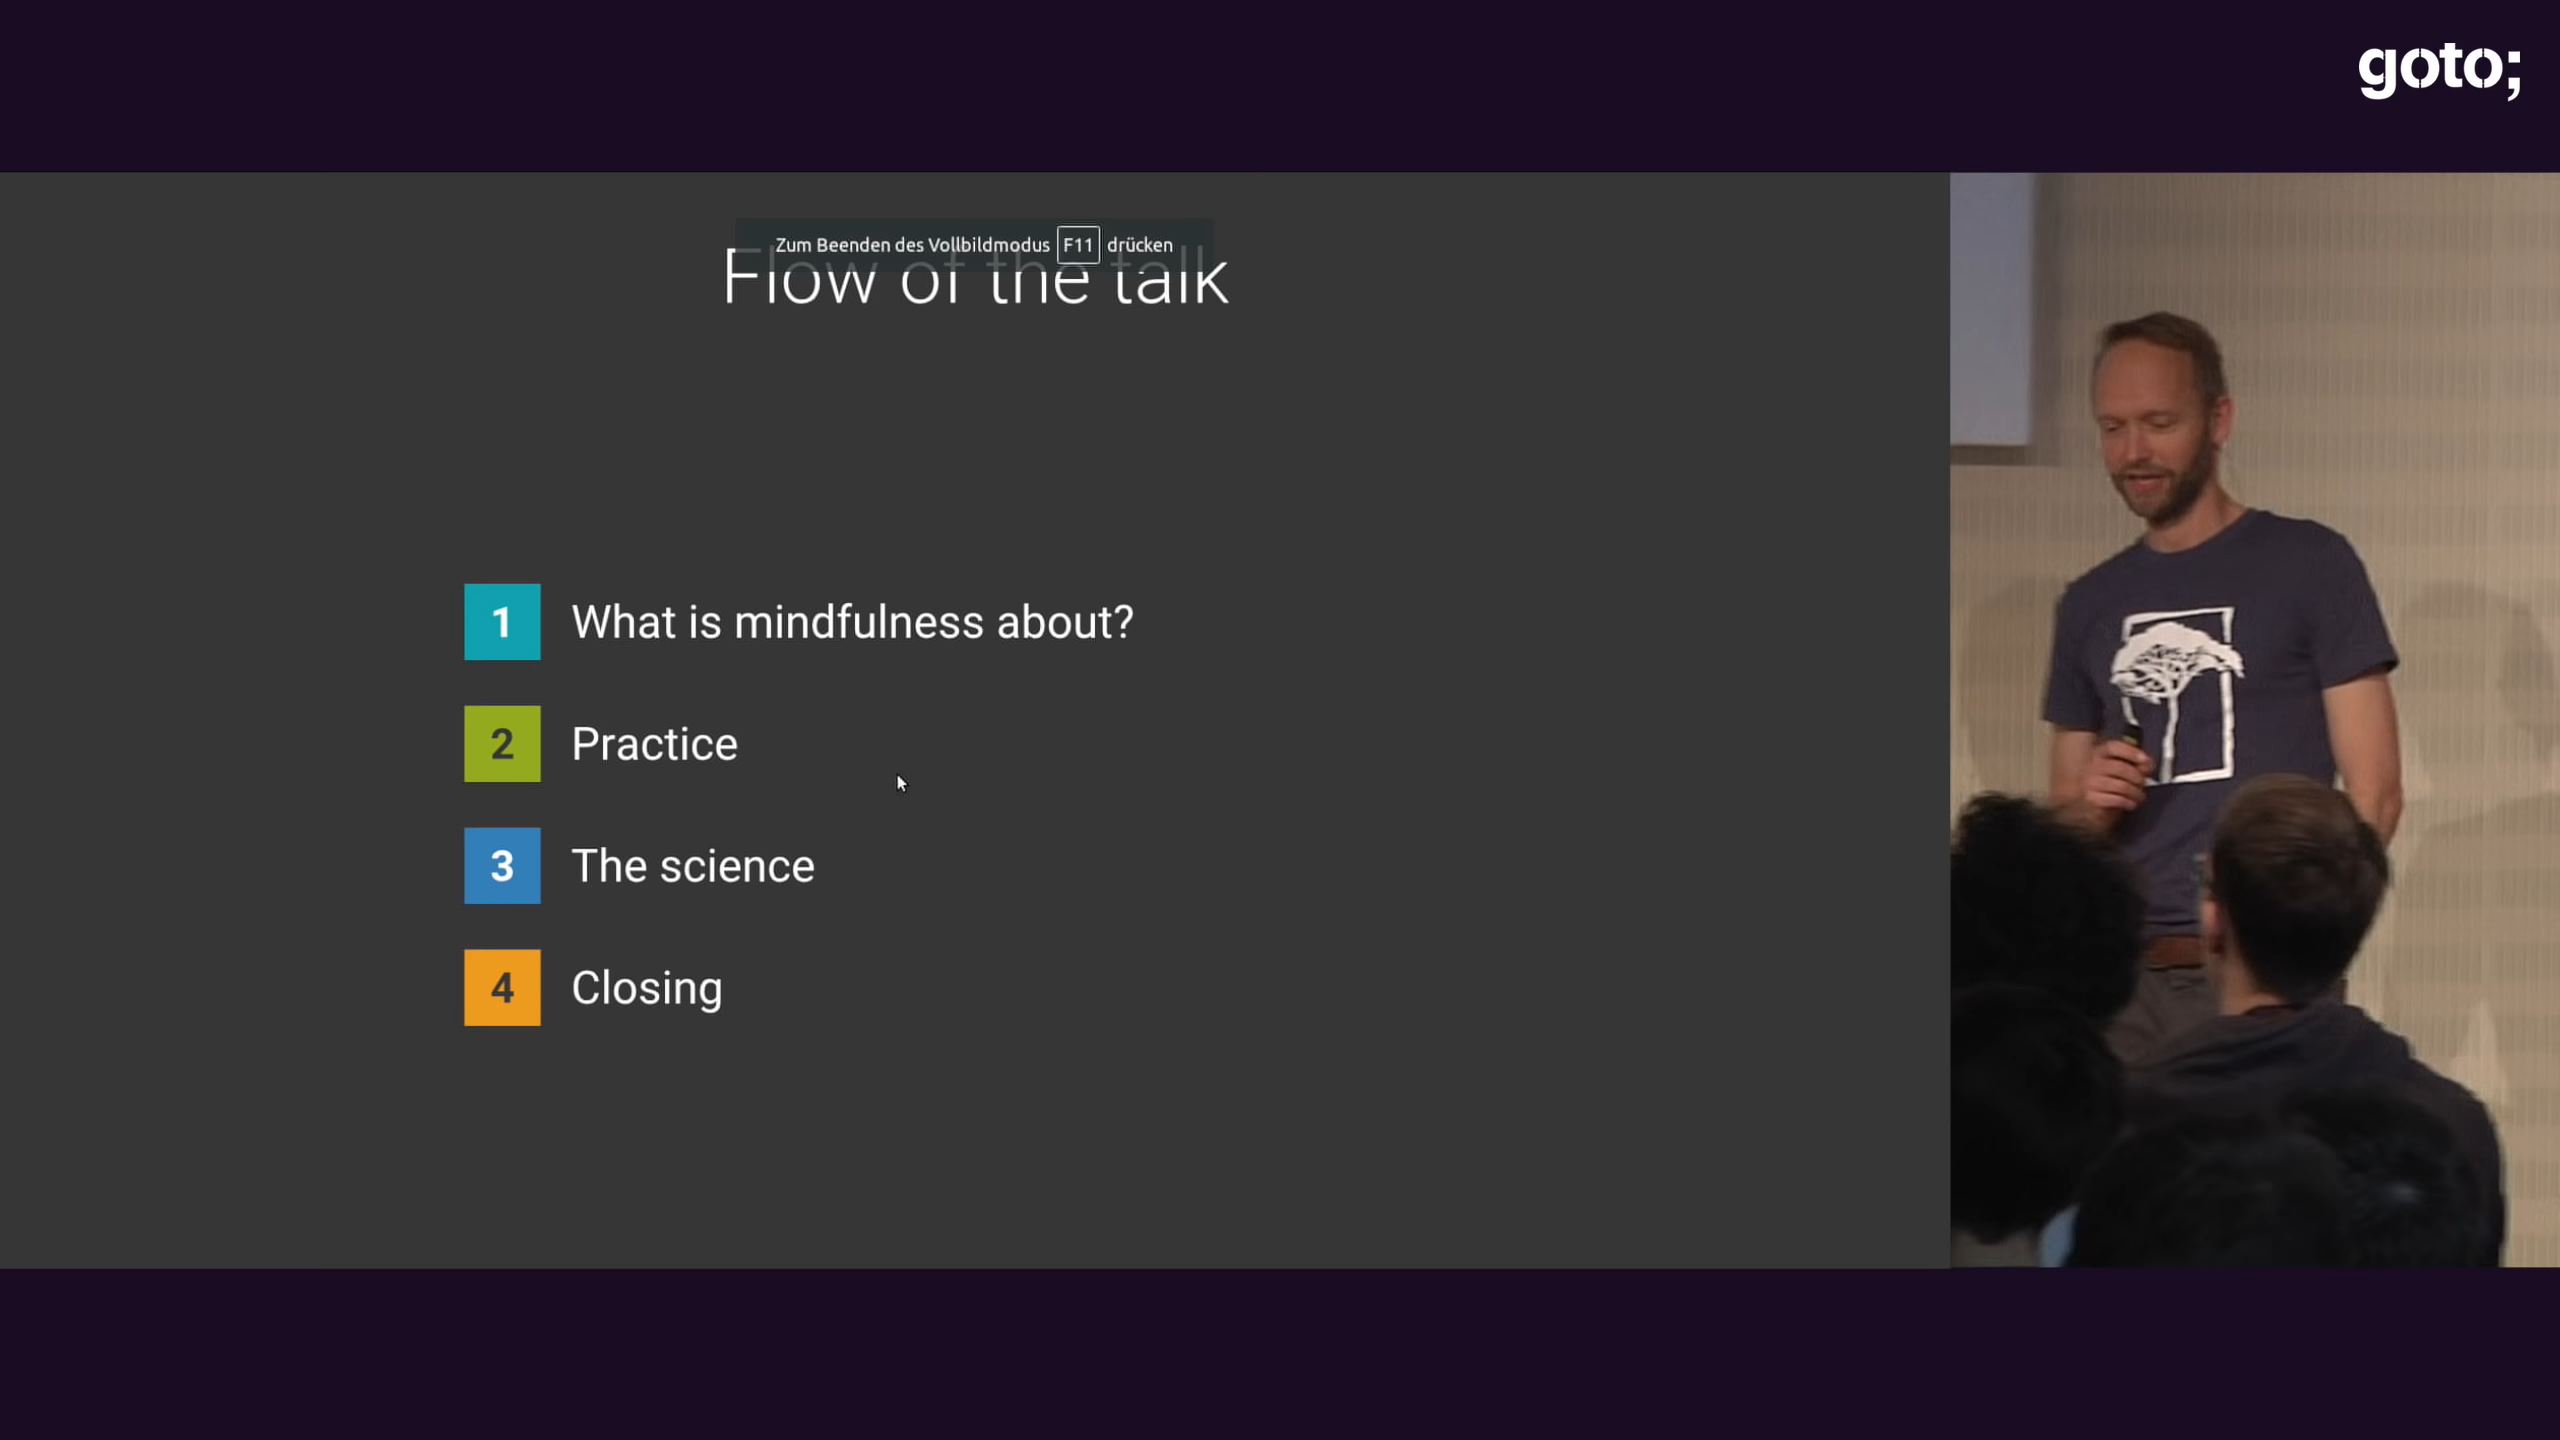 goto;
Zum Beenden des Vollbildmodus F11 drücken
Flow of the talk
1 What is mindfulness about?
2 Practice
3 The science
4 Closing